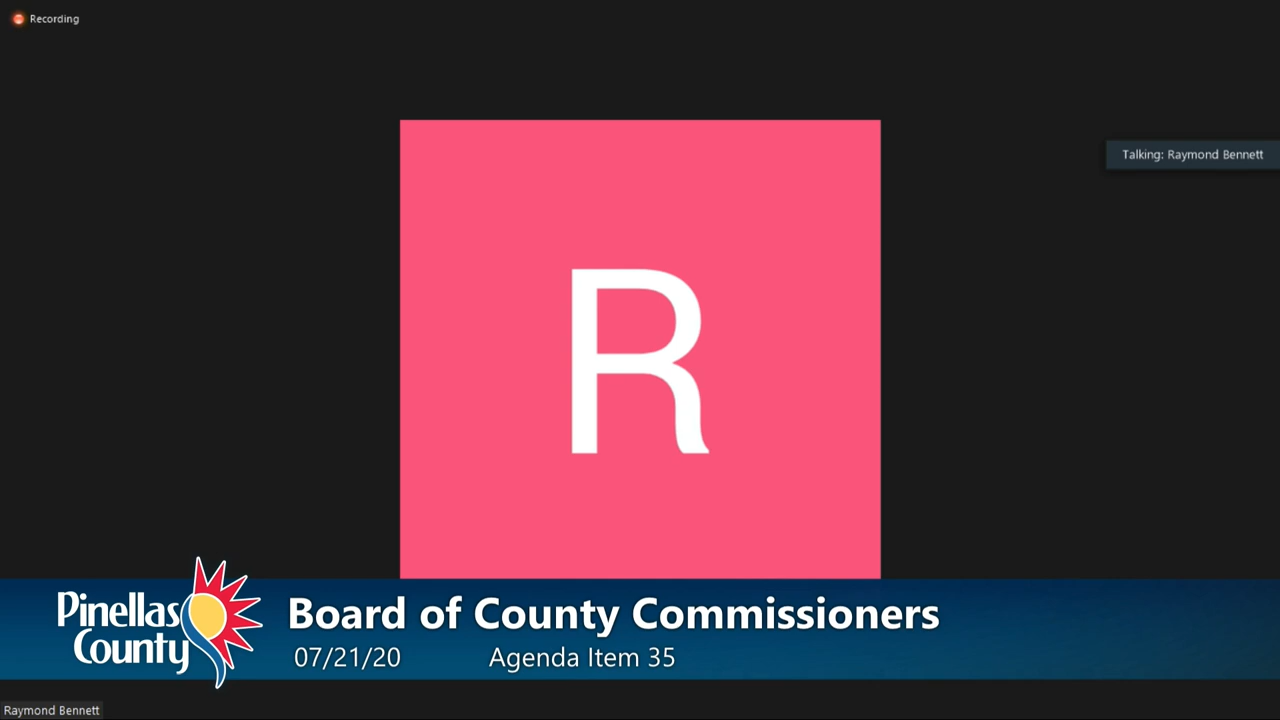 Recording
Talking: Raymond Bennett
R
Pinellas
County
Board of County Commissioners
07/21/20 Agenda Item 35
Raymond Bennett